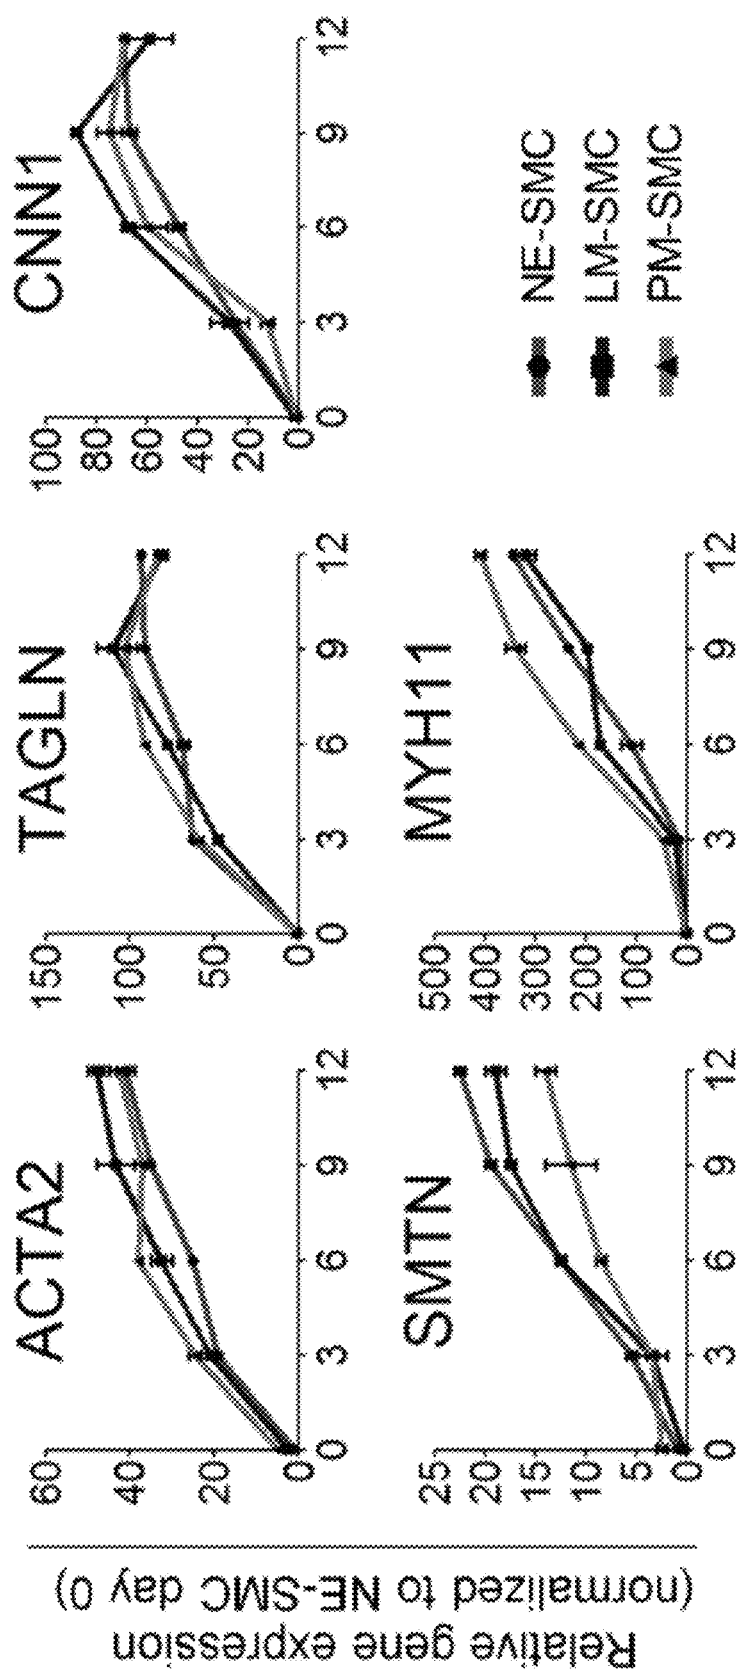 Relative gene expression
(normalized to NE-SMC day 0)
ACTA2
60
40
20
0
0 3 6 9 12
TAGLN
150
100
50
0
0 3 6 9 12
CNN1
100
80
60
40
20
0
0 3 6 9 12
SMTN
25
20
15
10
5
0
0 3 6 9 12
MYH11
500
400
300
200
100
0
0 3 6 9 12
NE-SMC
LM-SMC
PM-SMC